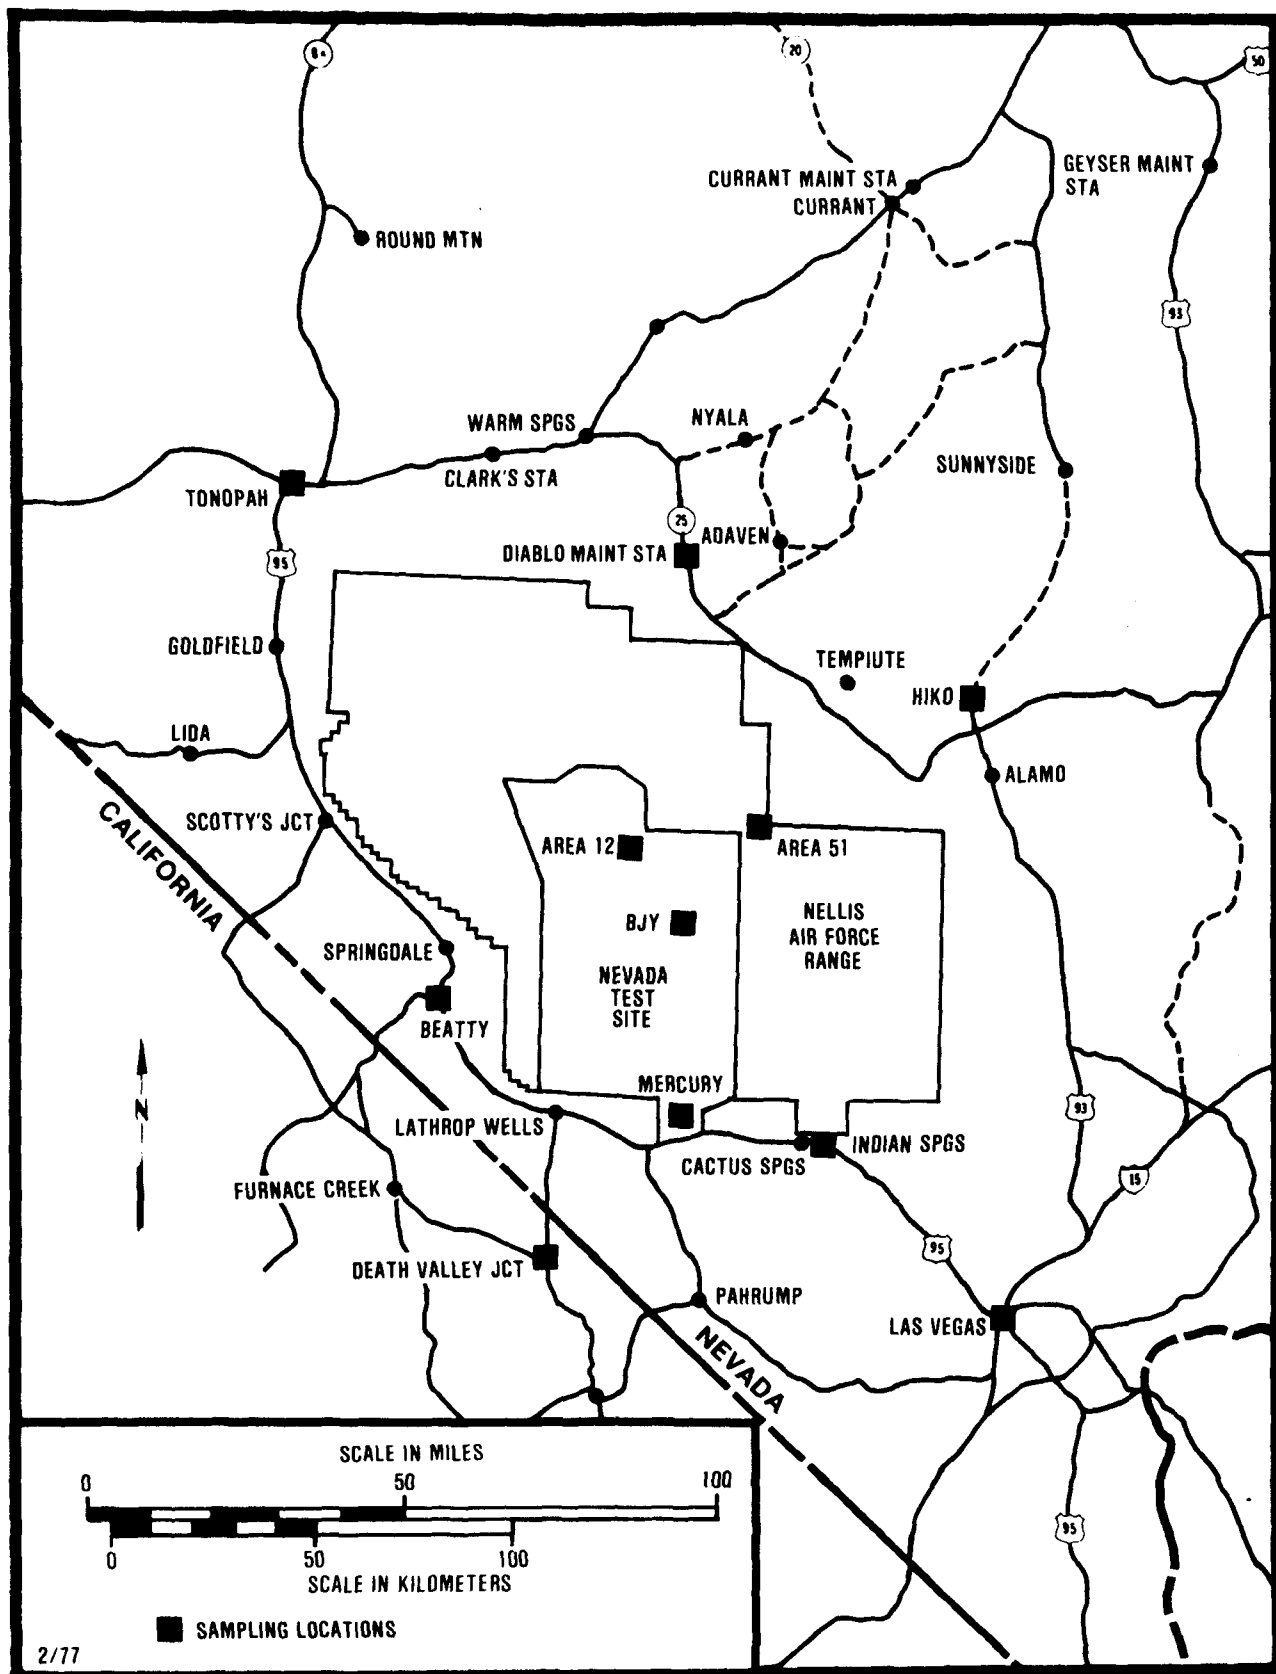 8A
20
50
CURRANT MAINT STA
CURRANT
GEYSER MAINT
STA
ROUND MTN
93
WARM SPGS
NYALA
CLARK'S STA
SUNNYSIDE
TONOPAH
25
ADAVEN
DIABLO MAINT STA
95
GOLDFIELD
TEMPIUTE
HIKO
LIDA
ALAMO
CALIFORNIA
SCOTTY'S JCT
AREA 12
AREA 51
BJY
NELLIS
AIR FORCE
RANGE
SPRINGDALE
NEVADA
TEST
SITE
BEATTY
N
MERCURY
93
LATHROP WELLS
CACTUS SPGS
INDIAN SPGS
15
FURNACE CREEK
95
DEATH VALLEY JCT
PAHRUMP
LAS VEGAS
NEVADA
SCALE IN MILES
0 50 100
0 50 100
SCALE IN KILOMETERS
95
SAMPLING LOCATIONS
2/77